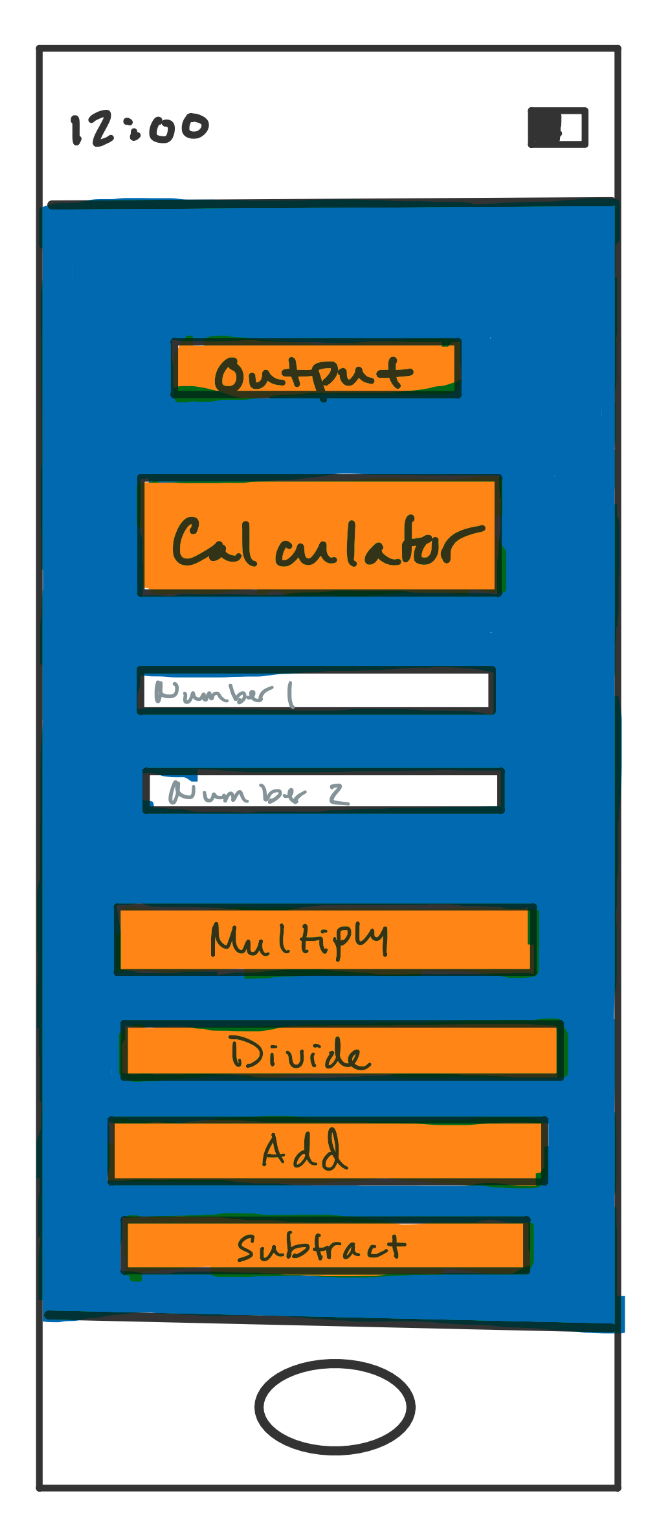 12:00
Output
Calculator
Number 1
Number 2
Multiply
Divide
Add
Subtract